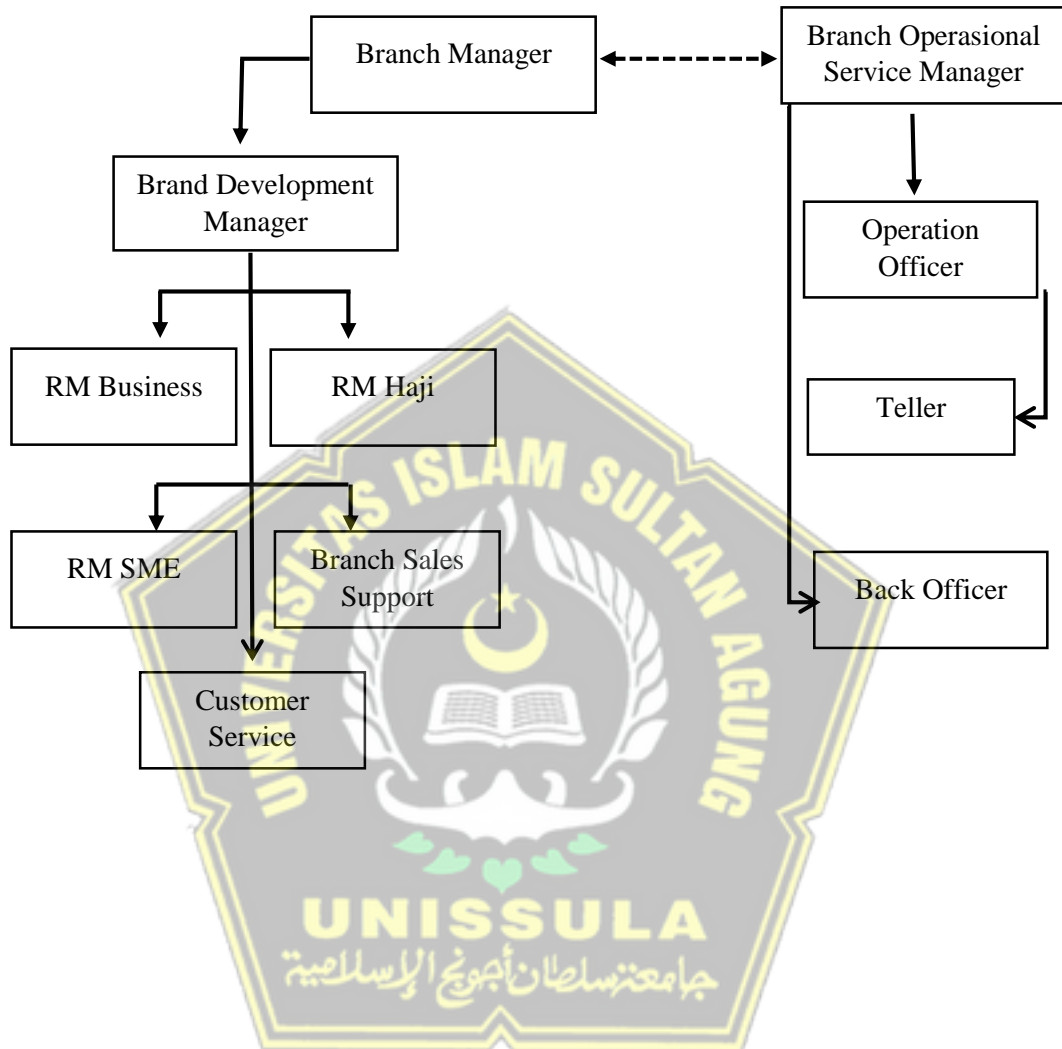 Branch Manager
Branch Operasional
Service Manager
Brand Development
Manager
Operation
Officer
RM Business
RM Haji
Teller
RM SME
Branch Sales
Support
Back Officer
Customer
Service
UNIVERSITAS ISLAM SULTAN AGUNG
UNISSULA
جامعتسلطان أجونج الإسلامية